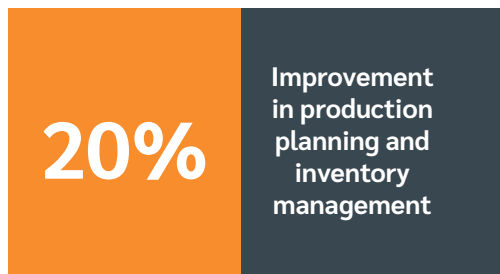 20%
Improvement
in production
planning and
inventory
management